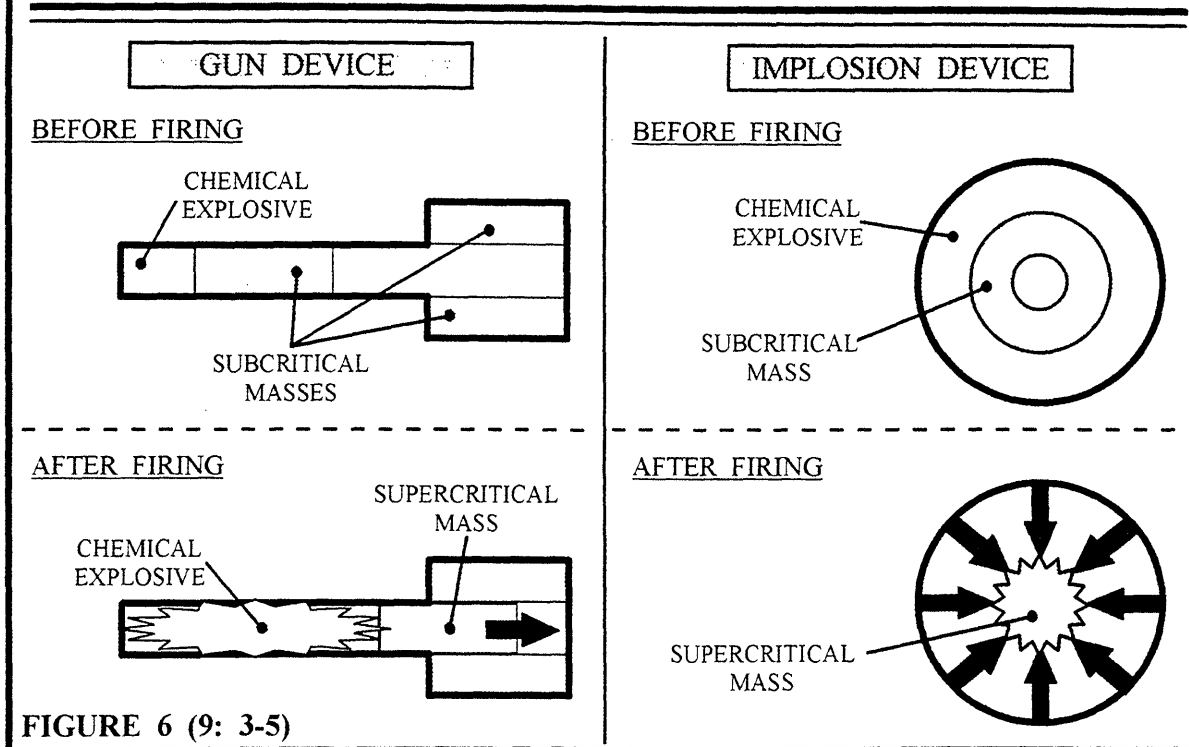 GUN DEVICE
BEFORE FIRING
CHEMICAL
EXPLOSIVE
SUBCRITICAL
MASSES
AFTER FIRING
SUPERCRITICAL
MASS
CHEMICAL
EXPLOSIVE
IMPLOSION DEVICE
BEFORE FIRING
CHEMICAL
EXPLOSIVE
SUBCRITICAL
MASS
AFTER FIRING
SUPERCRITICAL
MASS
FIGURE 6 (9: 3-5)